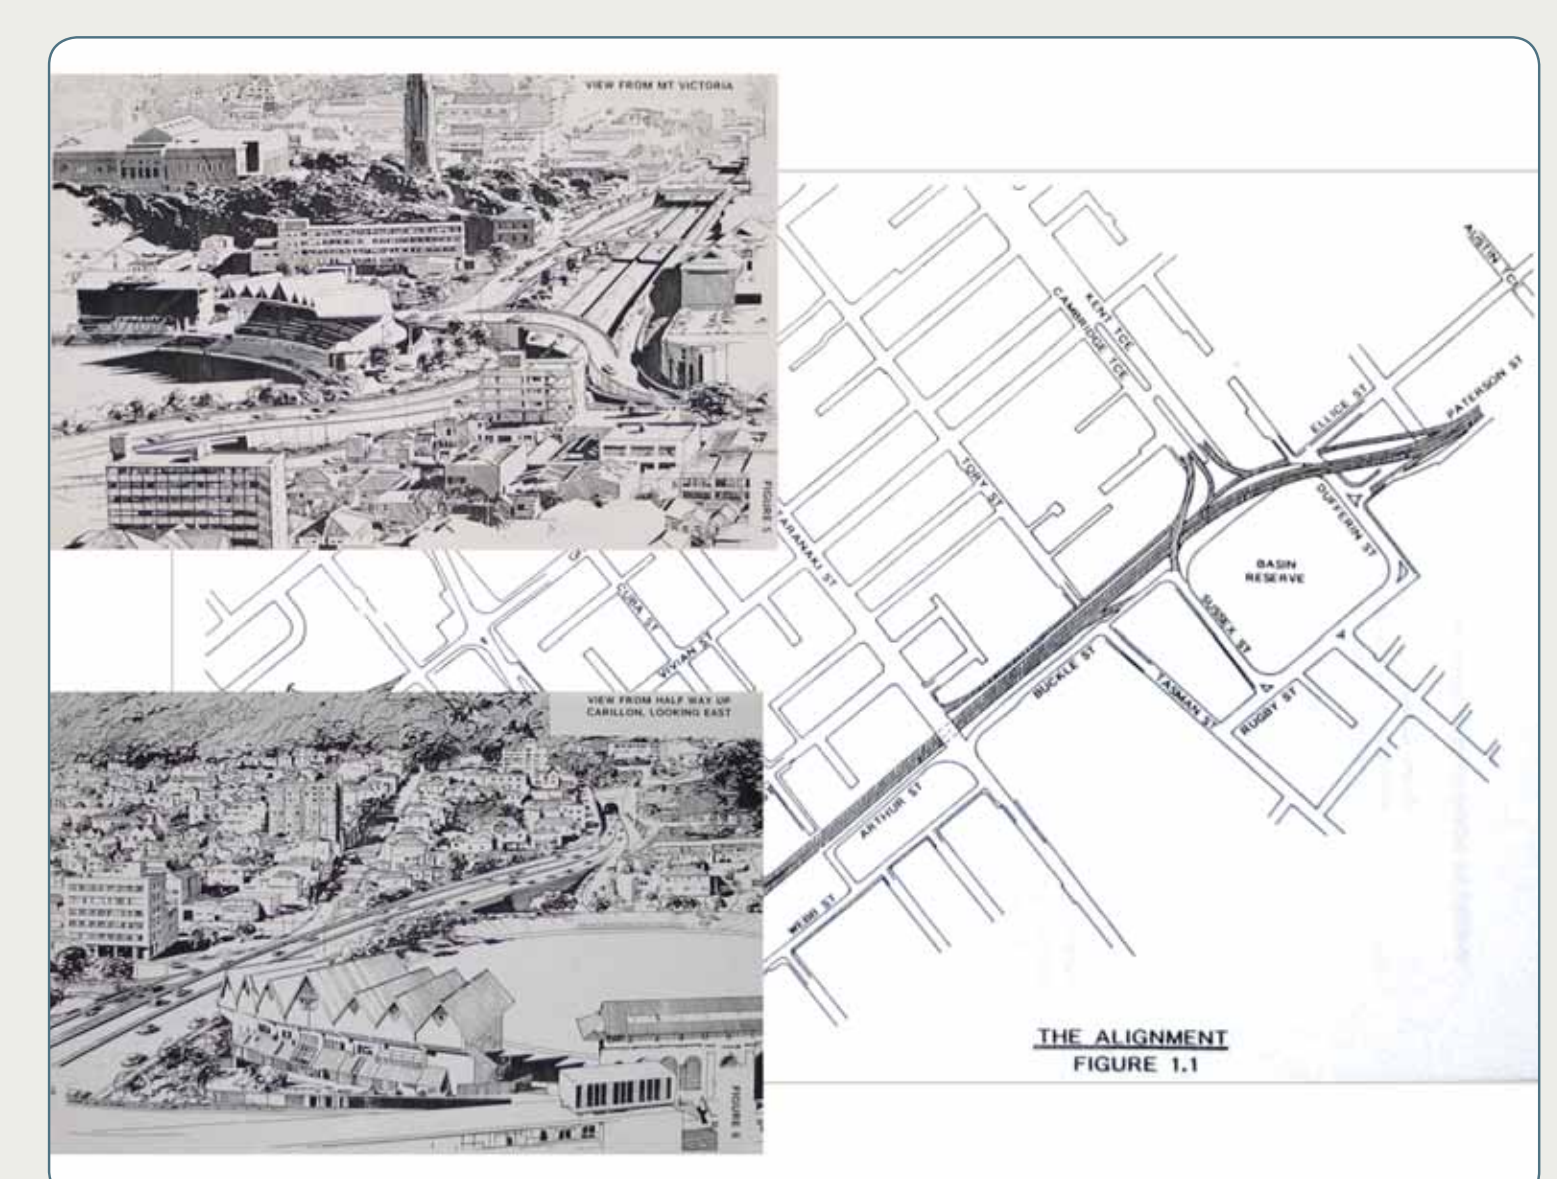 VIEW FROM MT VICTORIA
FIGURE 5
AUSTIN TCE
KENT TCE
CAMBRIDGE TCE
ELLICE ST
PATERSON ST
TORY ST
DUFFERIN ST
TARANAKI ST
BASIN
RESERVE
CUBA ST
VIVIAN ST
SUSSEX ST
BUCKLE ST
TASMAN ST
RUGBY ST
VIEW FROM HALF WAY UP
CARILLON, LOOKING EAST
ARTHUR ST
WEBB ST
FIGURE 6
THE ALIGNMENT
FIGURE 1.1